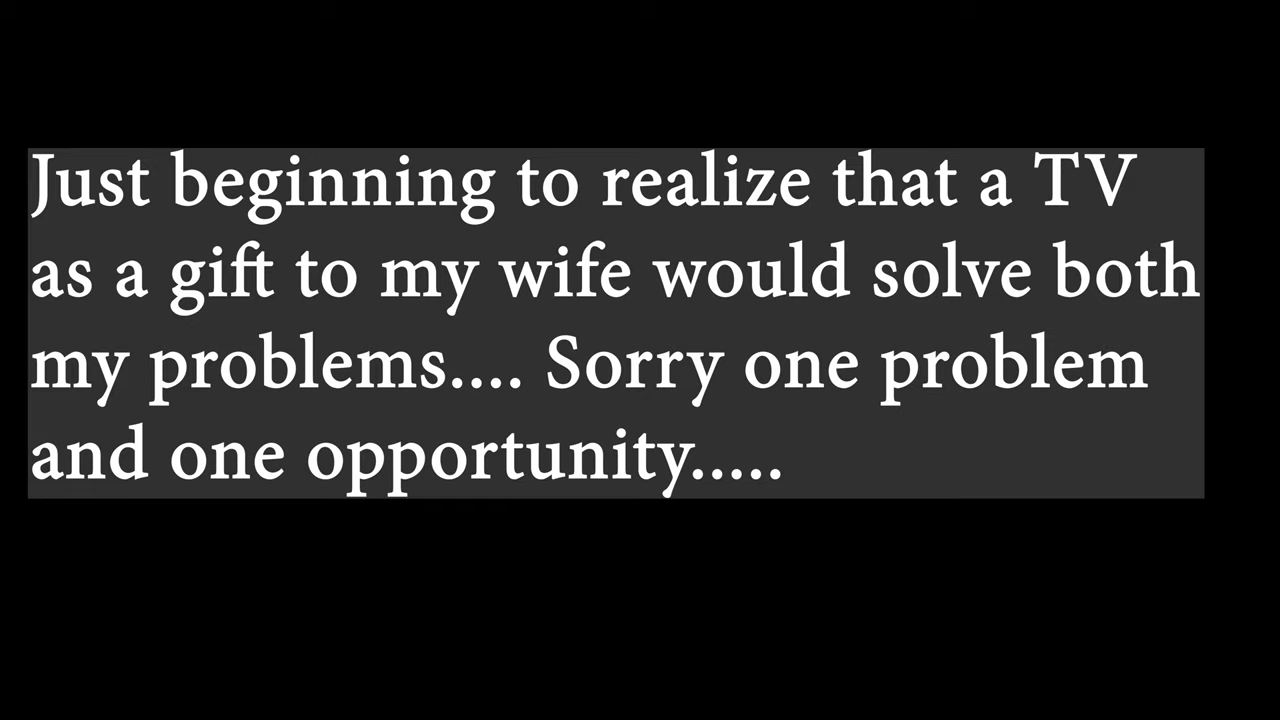 Just beginning to realize that a TV
as a gift to my wife would solve both
my problems.... Sorry one problem
and one opportunity.....